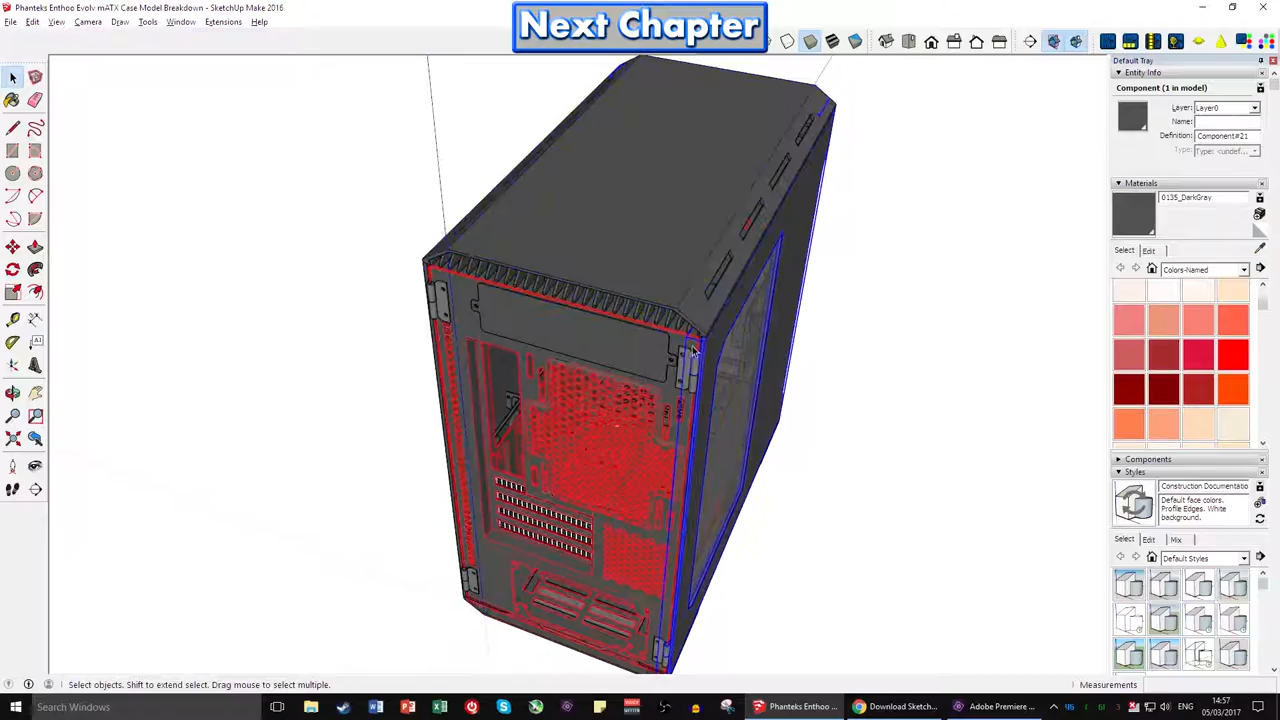 Phanteks Enthoo Evolv mATX Case Model Breakdown - SketchUp Make 2016
Next Chapter
File Edit View Camera Draw Tools Window Extensions Help
Default Tray
Entity Info
Component (1 in model)
Layer: Layer0
Name:
Definition: Component#21
Type: Type: <undef...
Materials
0135_DarkGray
Select Edit
Colors-Named
Components
Styles
Construction Documentatio
Default face colors.
Profile Edges. White
background.
Select Edit Mix
Default Styles
Select objects. Shift to extend select. Drag mouse to select multiple.
Measurements
Search Windows
Phanteks Enthoo ...
Download Sketch...
Adobe Premiere ...
14:57
05/03/2017